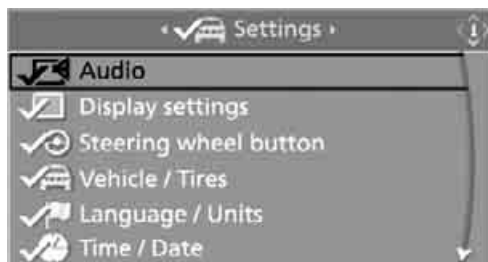 Settings
Audio
Display settings
Steering wheel button
Vehicle / Tires
Language / Units
Time / Date